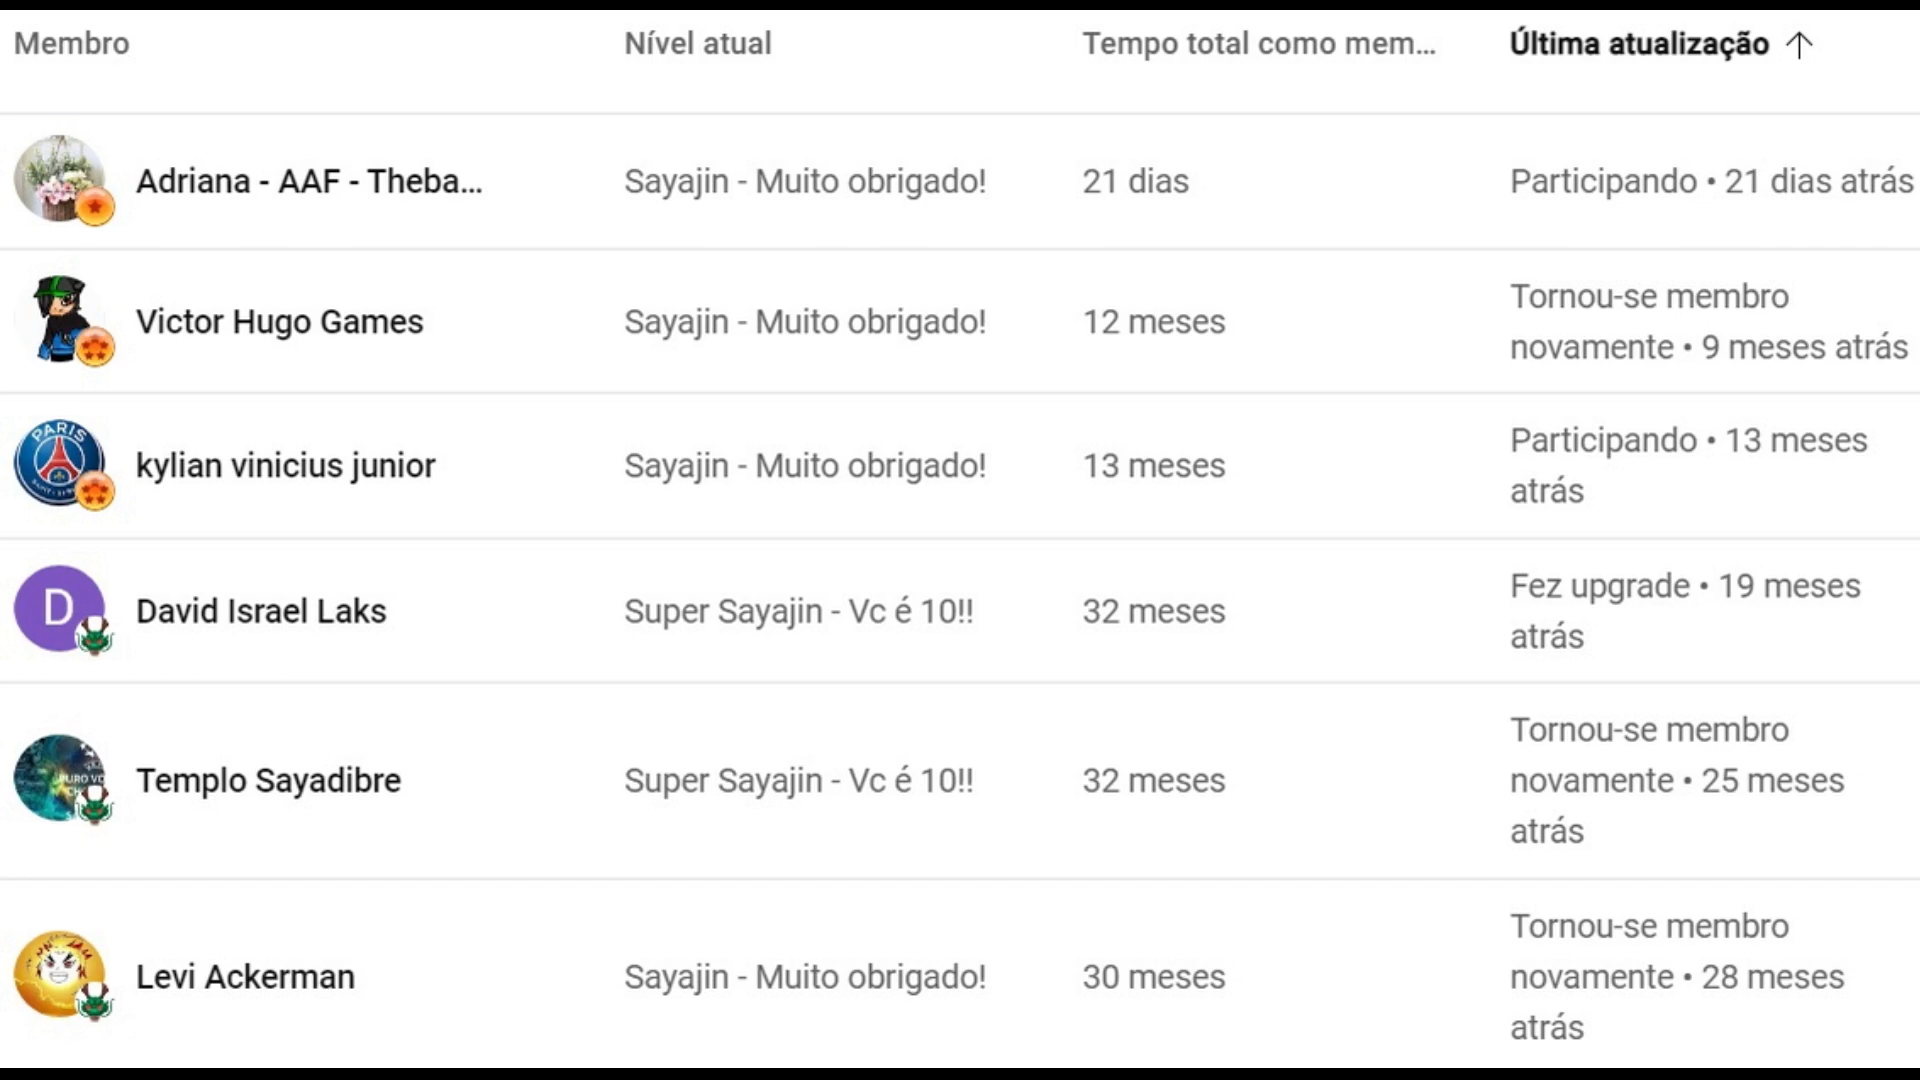 Membro Nível atual Tempo total como mem... Última atualização
Adriana - AAF - Theba... Sayajin - Muito obrigado! 21 dias Participando • 21 dias atrás
Victor Hugo Games Sayajin - Muito obrigado! 12 meses Tornou-se membro
novamente • 9 meses atrás
PARIS
kylian vinicius junior Sayajin - Muito obrigado! 13 meses Participando • 13 meses
atrás
D
David Israel Laks Super Sayajin - Vc é 10!! 32 meses Fez upgrade • 19 meses
atrás
Templo Sayadibre Super Sayajin - Vc é 10!! 32 meses Tornou-se membro
novamente • 25 meses
atrás
Levi Ackerman Sayajin - Muito obrigado! 30 meses Tornou-se membro
novamente • 28 meses
atrás